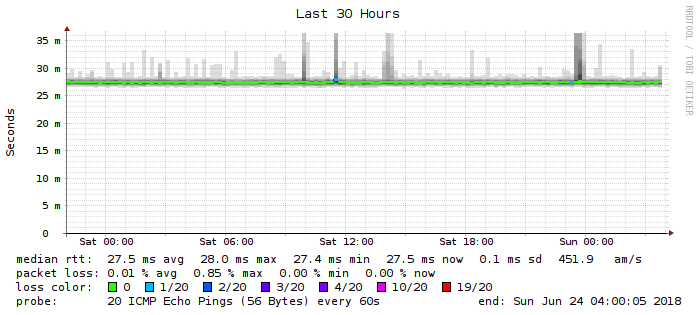 Last 30 Hours
RRDTOOL / TOBI OETIKER
Seconds
35 m
30 m
25 m
20 m
15 m
10 m
5 m
0
Sat 00:00 Sat 06:00 Sat 12:00 Sat 18:00 Sun 00:00
median rtt: 27.5 ms avg 28.0 ms max 27.4 ms min 27.5 ms now 0.1 ms sd 451.9 am/s
packet loss: 0.01 % avg 0.85 % max 0.00 % min 0.00 % now
loss color: 0 1/20 2/20 3/20 4/20 10/20 19/20
probe: 20 ICMP Echo Pings (56 Bytes) every 60s end: Sun Jun 24 04:00:05 2018